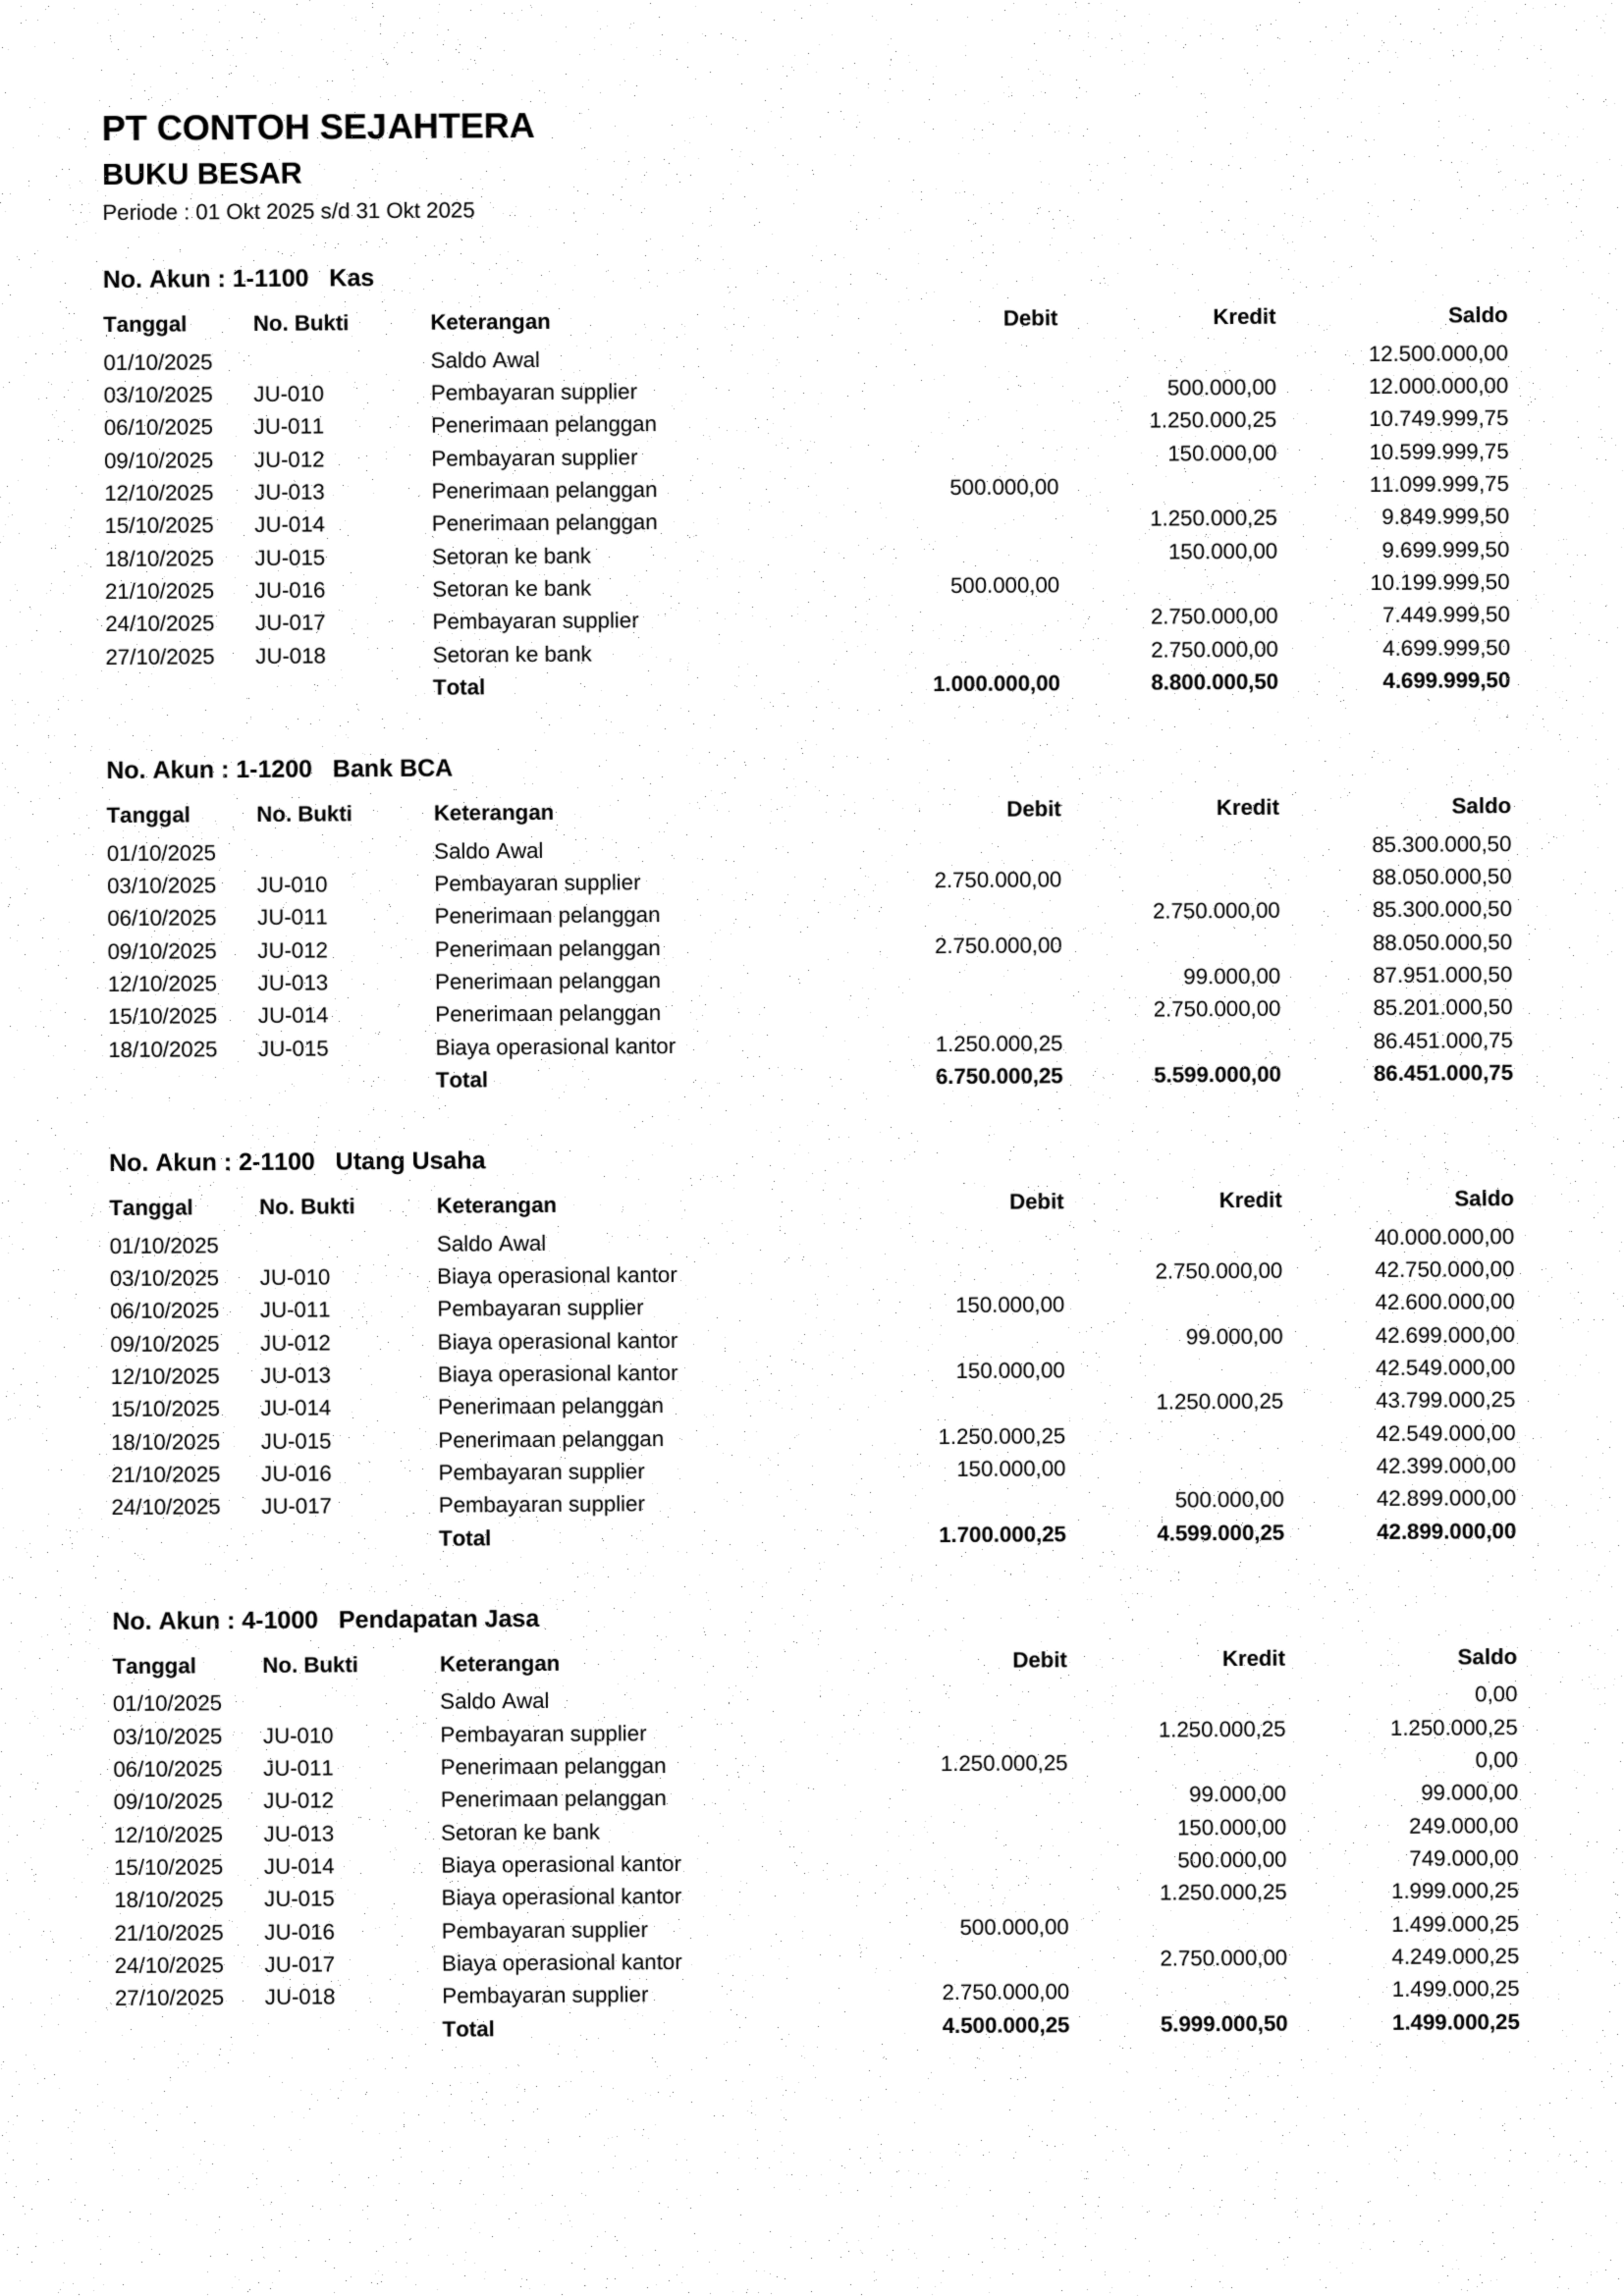 PT CONTOH SEJAHTERA
BUKU BESAR
Periode : 01 Okt 2025 s/d 31 Okt 2025
No. Akun : 1-1100 Kas
Tanggal No. Bukti Keterangan Debit Kredit Saldo
01/10/2025 Saldo Awal 12.500.000,00
03/10/2025 JU-010 Pembayaran supplier 500.000,00 12.000.000,00
06/10/2025 JU-011 Penerimaan pelanggan 1.250.000,25 10.749.999,75
09/10/2025 JU-012 Pembayaran supplier 150.000,00 10.599.999,75
12/10/2025 JU-013 Penerimaan pelanggan 500.000,00 11.099.999,75
15/10/2025 JU-014 Penerimaan pelanggan 1.250.000,25 9.849.999,50
18/10/2025 JU-015 Setoran ke bank 150.000,00 9.699.999,50
21/10/2025 JU-016 Setoran ke bank 500.000,00 10.199.999,50
24/10/2025 JU-017 Pembayaran supplier 2.750.000,00 7.449.999,50
27/10/2025 JU-018 Setoran ke bank 2.750.000,00 4.699.999,50
Total 1.000.000,00 8.800.000,50 4.699.999,50
No. Akun : 1-1200 Bank BCA
Tanggal No. Bukti Keterangan Debit Kredit Saldo
01/10/2025 Saldo Awal 85.300.000,50
03/10/2025 JU-010 Pembayaran supplier 2.750.000,00 88.050.000,50
06/10/2025 JU-011 Penerimaan pelanggan 2.750.000,00 85.300.000,50
09/10/2025 JU-012 Penerimaan pelanggan 2.750.000,00 88.050.000,50
12/10/2025 JU-013 Penerimaan pelanggan 99.000,00 87.951.000,50
15/10/2025 JU-014 Penerimaan pelanggan 2.750.000,00 85.201.000,50
18/10/2025 JU-015 Biaya operasional kantor 1.250.000,25 86.451.000,75
Total 6.750.000,25 5.599.000,00 86.451.000,75
No. Akun : 2-1100 Utang Usaha
Tanggal No. Bukti Keterangan Debit Kredit Saldo
01/10/2025 Saldo Awal 40.000.000,00
03/10/2025 JU-010 Biaya operasional kantor 2.750.000,00 42.750.000,00
06/10/2025 JU-011 Pembayaran supplier 150.000,00 42.600.000,00
09/10/2025 JU-012 Biaya operasional kantor 99.000,00 42.699.000,00
12/10/2025 JU-013 Biaya operasional kantor 150.000,00 42.549.000,00
15/10/2025 JU-014 Penerimaan pelanggan 1.250.000,25 43.799.000,25
18/10/2025 JU-015 Penerimaan pelanggan 1.250.000,25 42.549.000,00
21/10/2025 JU-016 Pembayaran supplier 150.000,00 42.399.000,00
24/10/2025 JU-017 Pembayaran supplier 500.000,00 42.899.000,00
Total 1.700.000,25 4.599.000,25 42.899.000,00
No. Akun : 4-1000 Pendapatan Jasa
Tanggal No. Bukti Keterangan Debit Kredit Saldo
01/10/2025 Saldo Awal 0,00
03/10/2025 JU-010 Pembayaran supplier 1.250.000,25 1.250.000,25
06/10/2025 JU-011 Penerimaan pelanggan 1.250.000,25 0,00
09/10/2025 JU-012 Penerimaan pelanggan 99.000,00 99.000,00
12/10/2025 JU-013 Setoran ke bank 150.000,00 249.000,00
15/10/2025 JU-014 Biaya operasional kantor 500.000,00 749.000,00
18/10/2025 JU-015 Biaya operasional kantor 1.250.000,25 1.999.000,25
21/10/2025 JU-016 Pembayaran supplier 500.000,00 1.499.000,25
24/10/2025 JU-017 Biaya operasional kantor 2.750.000,00 4.249.000,25
27/10/2025 JU-018 Pembayaran supplier 2.750.000,00 1.499.000,25
Total 4.500.000,25 5.999.000,50 1.499.000,25